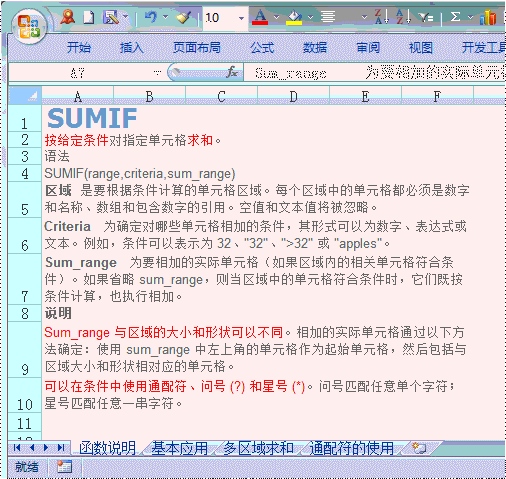 10
A
Σ
开始 插入 页面布局 公式 数据 审阅 视图 开发工
A7 fx Sum_range 为要相加的实际单元
A B C D E F
1 SUMIF
2 按给定条件对指定单元格求和。
3 语法
4 SUMIF(range,criteria,sum_range)
区域 是要根据条件计算的单元格区域。每个区域中的单元格都必须是数字
5 和名称、数组和包含数字的引用。空值和文本值将被忽略。
Criteria 为确定对哪些单元格相加的条件，其形式可以为数字、表达式或
6 文本。例如，条件可以表示为 32、"32"、">32" 或 "apples"。
Sum_range 为要相加的实际单元格（如果区域内的相关单元格符合条
件）。如果省略 sum_range，则当区域中的单元格符合条件时，它们既按
7 条件计算，也执行相加。
8 说明
Sum_range 与区域的大小和形状可以不同。相加的实际单元格通过以下方
法确定：使用 sum_range 中左上角的单元格作为起始单元格，然后包括与
9 区域大小和形状相对应的单元格。
可以在条件中使用通配符、问号 (?) 和星号 (*)。问号匹配任意单个字符；
10 星号匹配任意一串字符。
11
函数说明 基本应用 多区域求和 通配符的使用
就绪